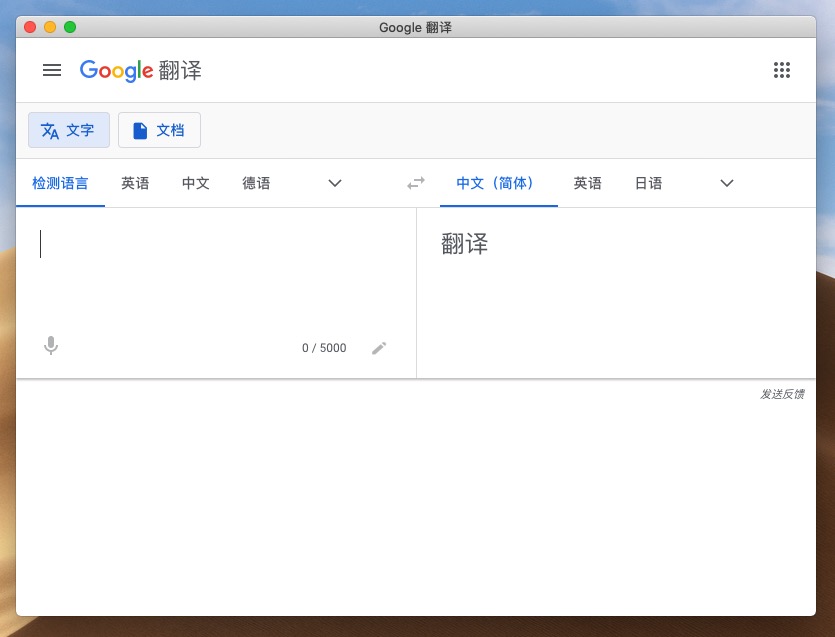 Google 翻译
Google 翻译
文字 文档
检测语言 英语 中文 德语 中文（简体） 英语 日语
翻译
0 / 5000
发送反馈